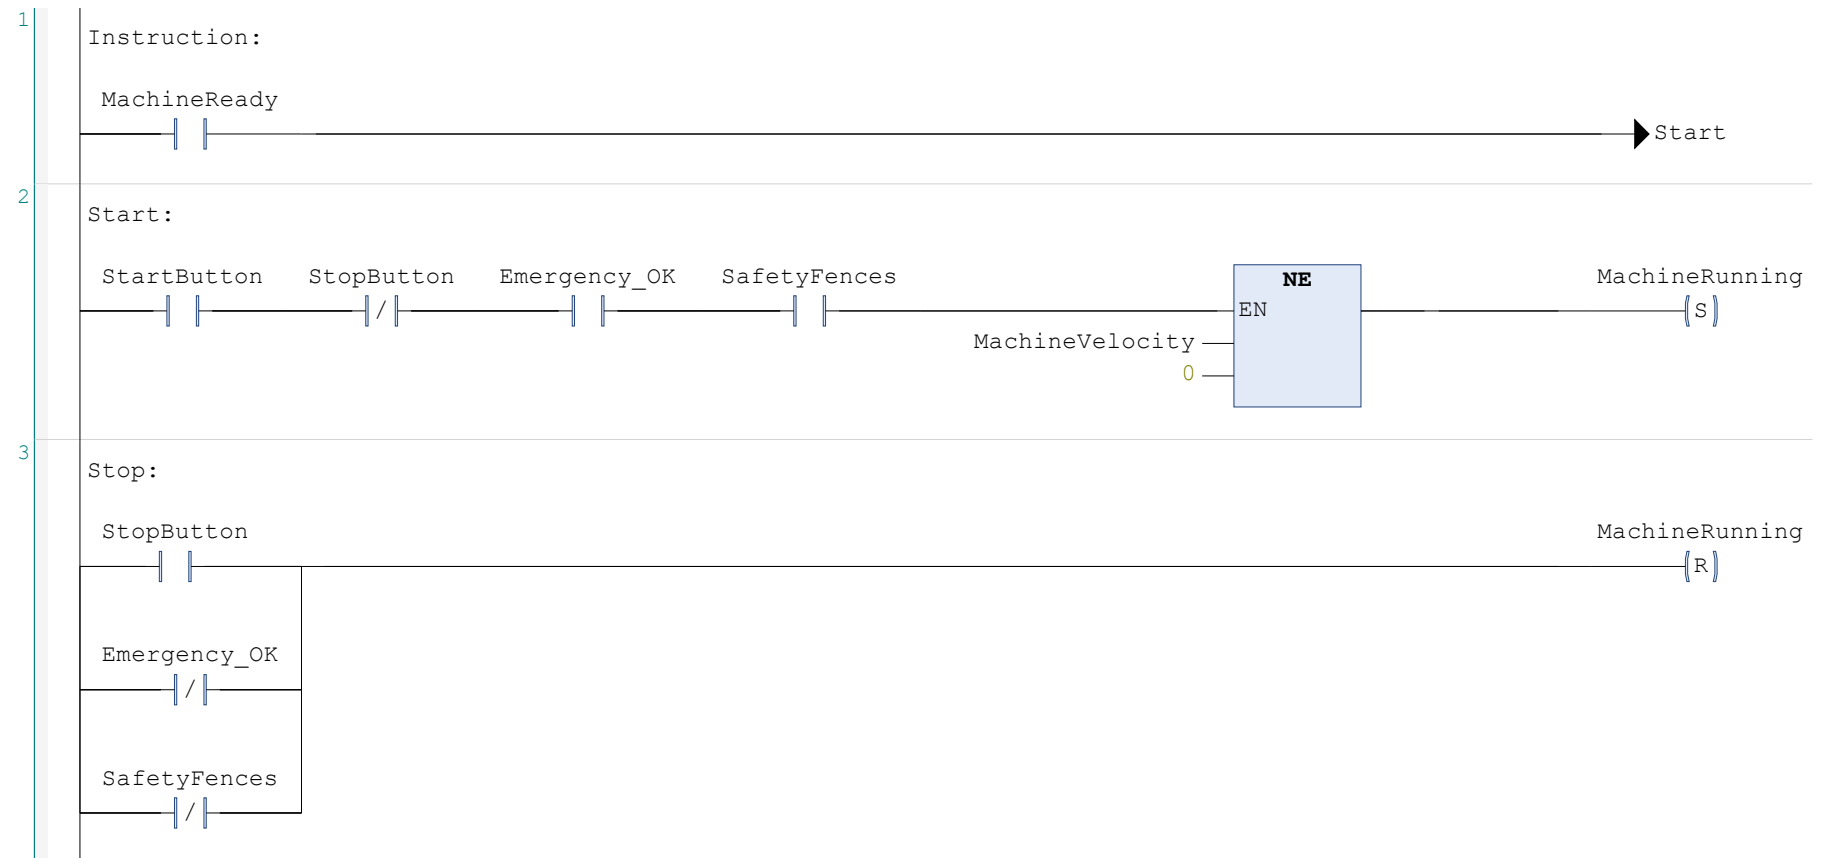 1
Instruction:
MachineReady
Start
2
Start:
StartButton StopButton Emergency_OK SafetyFences NE MachineRunning
/ EN S
MachineVelocity
0
3
Stop:
StopButton MachineRunning
R
Emergency_OK
/
SafetyFences
/